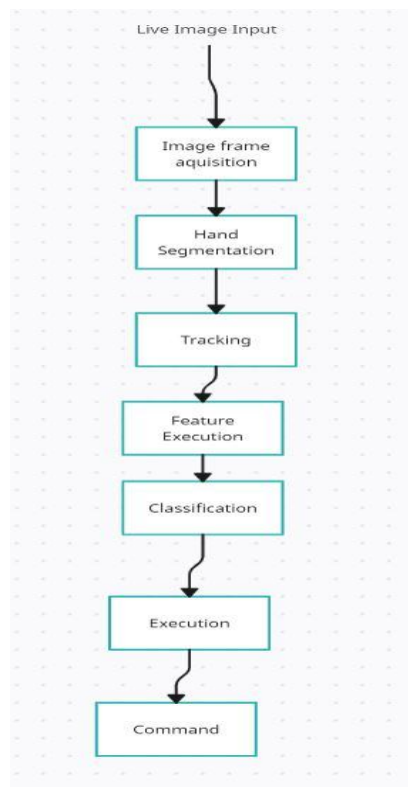 Live Image Input
Image frame
aquisition
Hand
Segmentation
Tracking
Feature
Execution
Classification
Execution
Command